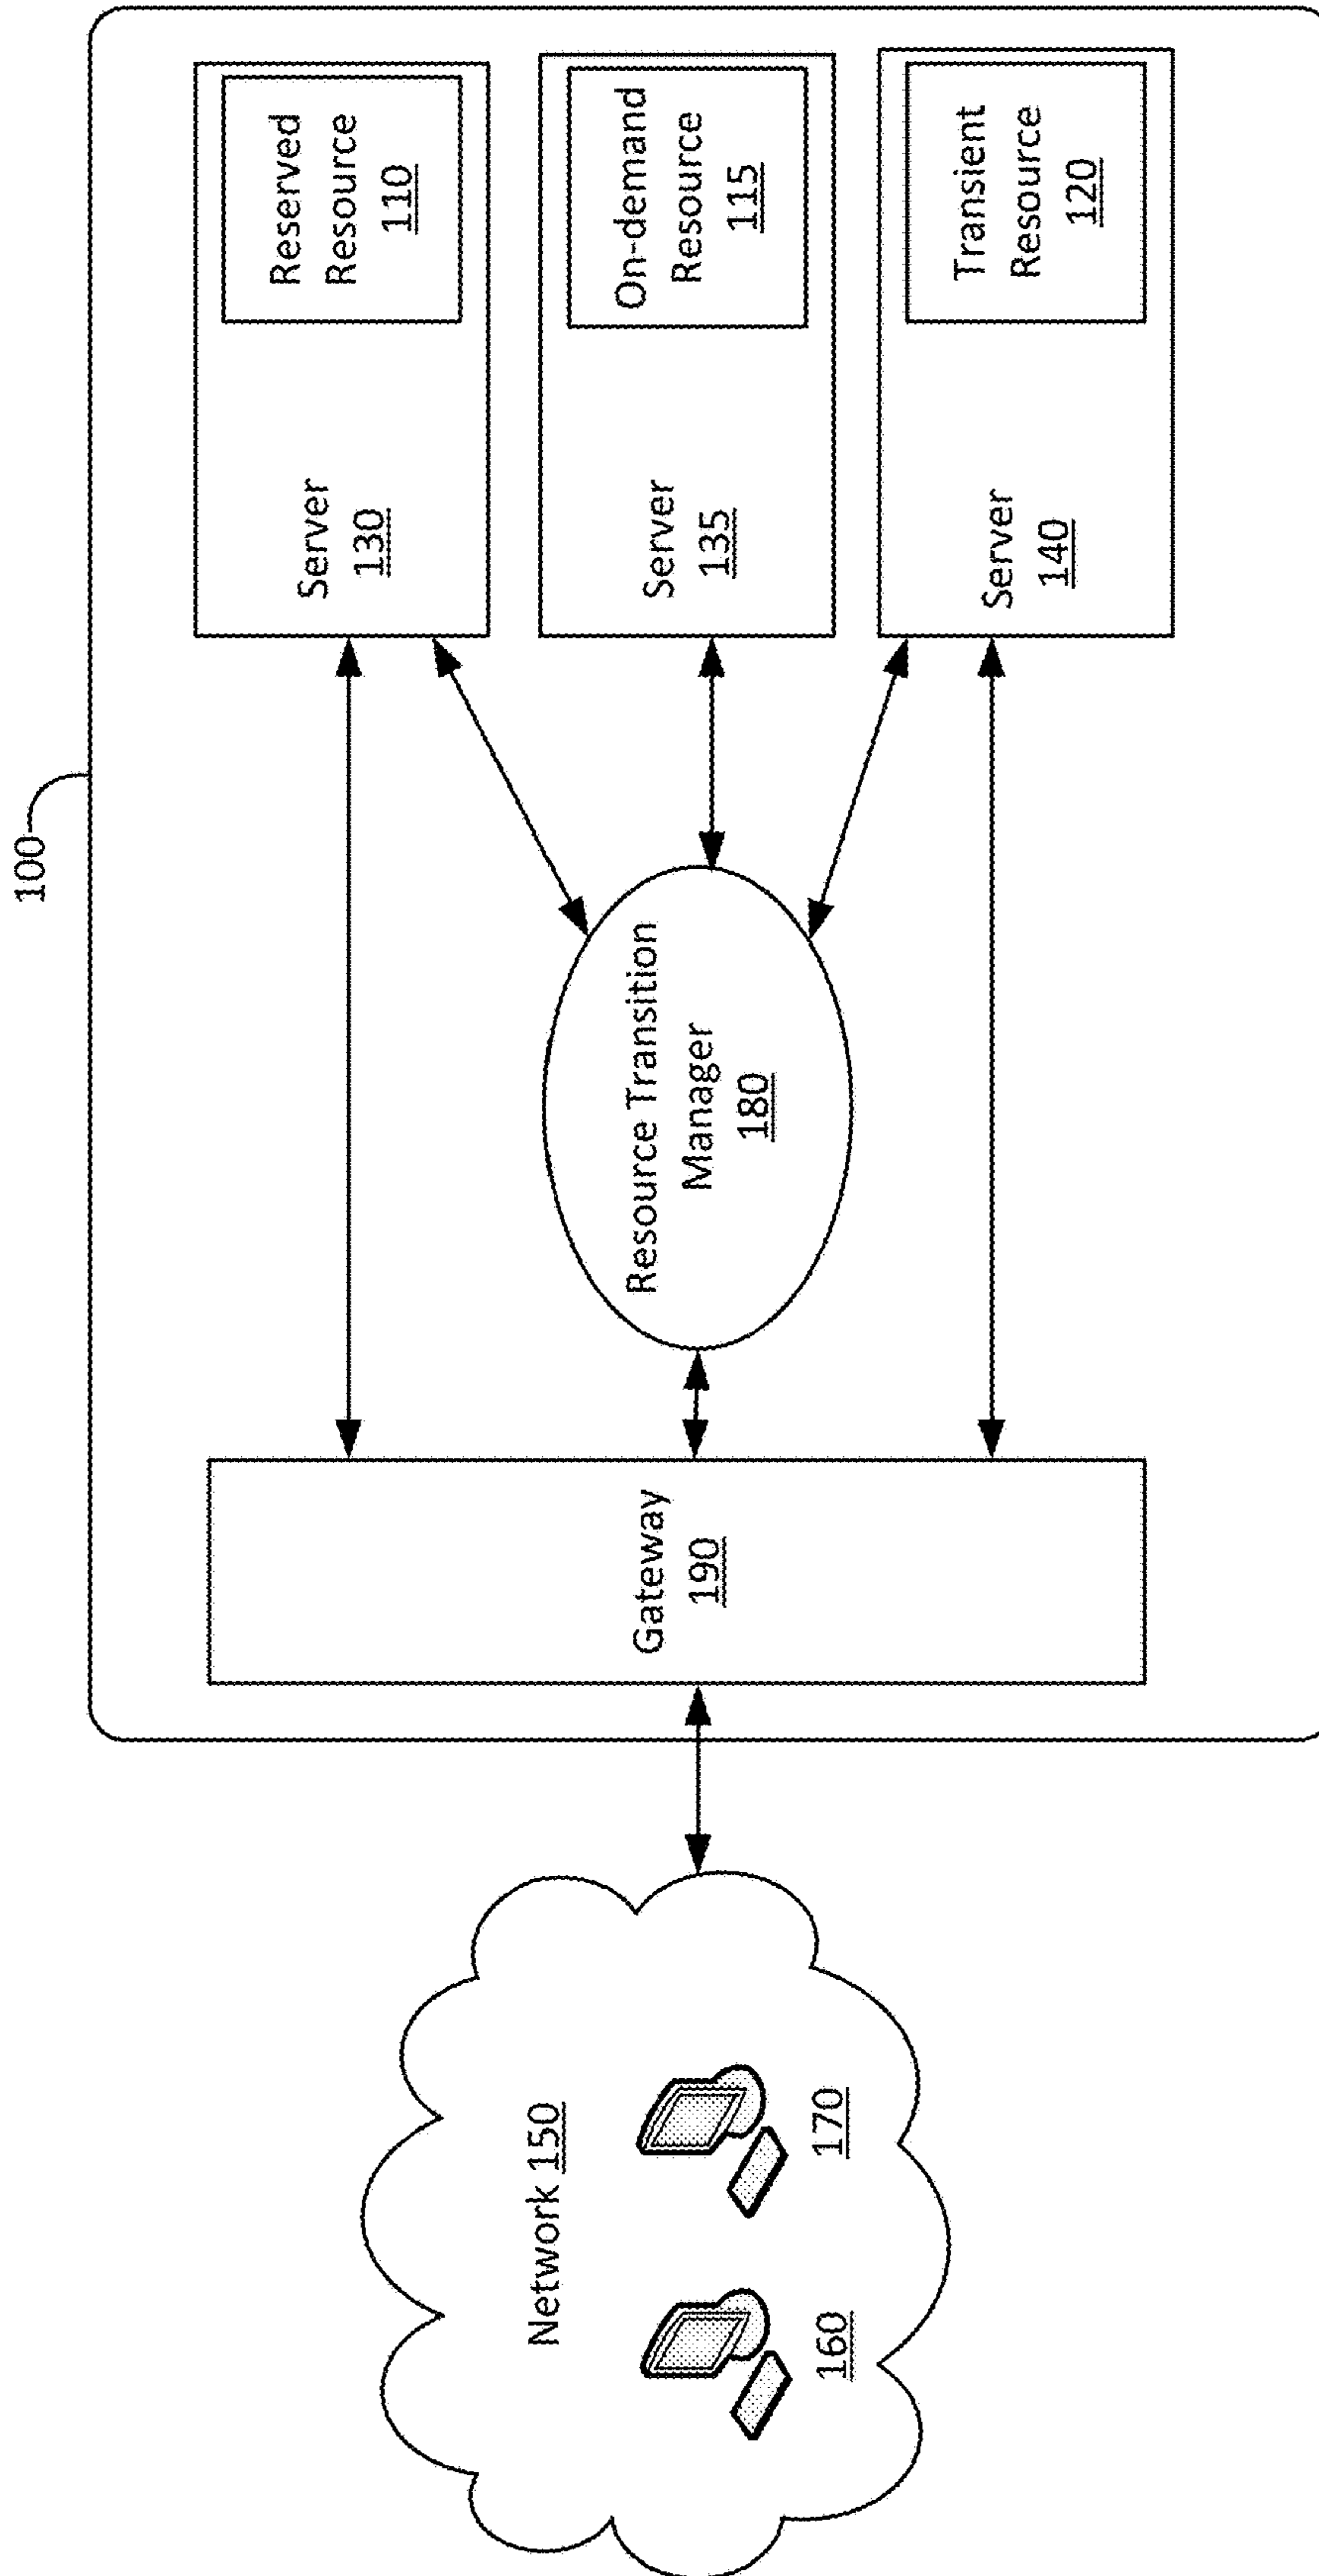 100
Network 150
160
170
Gateway
190
Resource Transition
Manager
180
Server
130
Reserved
Resource
110
Server
135
On-demand
Resource
115
Server
140
Transient
Resource
120